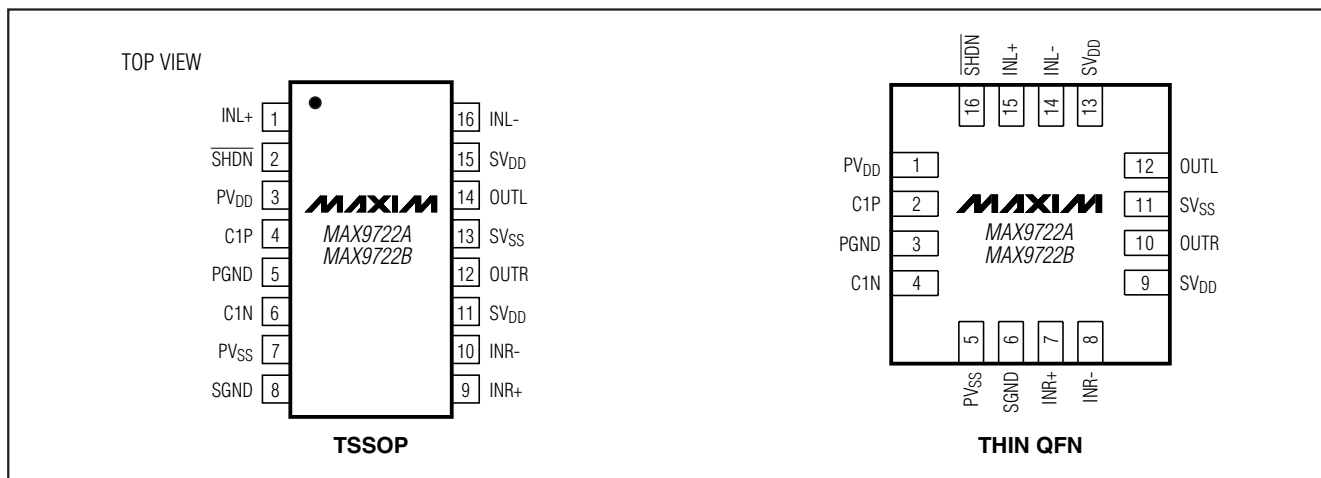 TOP VIEW
INL+ 1
SHDN 2
PVDD 3
C1P 4
PGND 5
C1N 6
PVSS 7
SGND 8
16 INL-
15 SVDD
14 OUTL
13 SVSS
12 OUTR
11 SVDD
10 INR-
9 INR+
MAXIM
MAX9722A
MAX9722B
TSSOP
SHDN INL+ INL- SVDD
16 15 14 13
PVDD 1
C1P 2
PGND 3
C1N 4
12 OUTL
11 SVSS
10 OUTR
9 SVDD
MAXIM
MAX9722A
MAX9722B
5 6 7 8
PVSS SGND INR+ INR-
THIN QFN